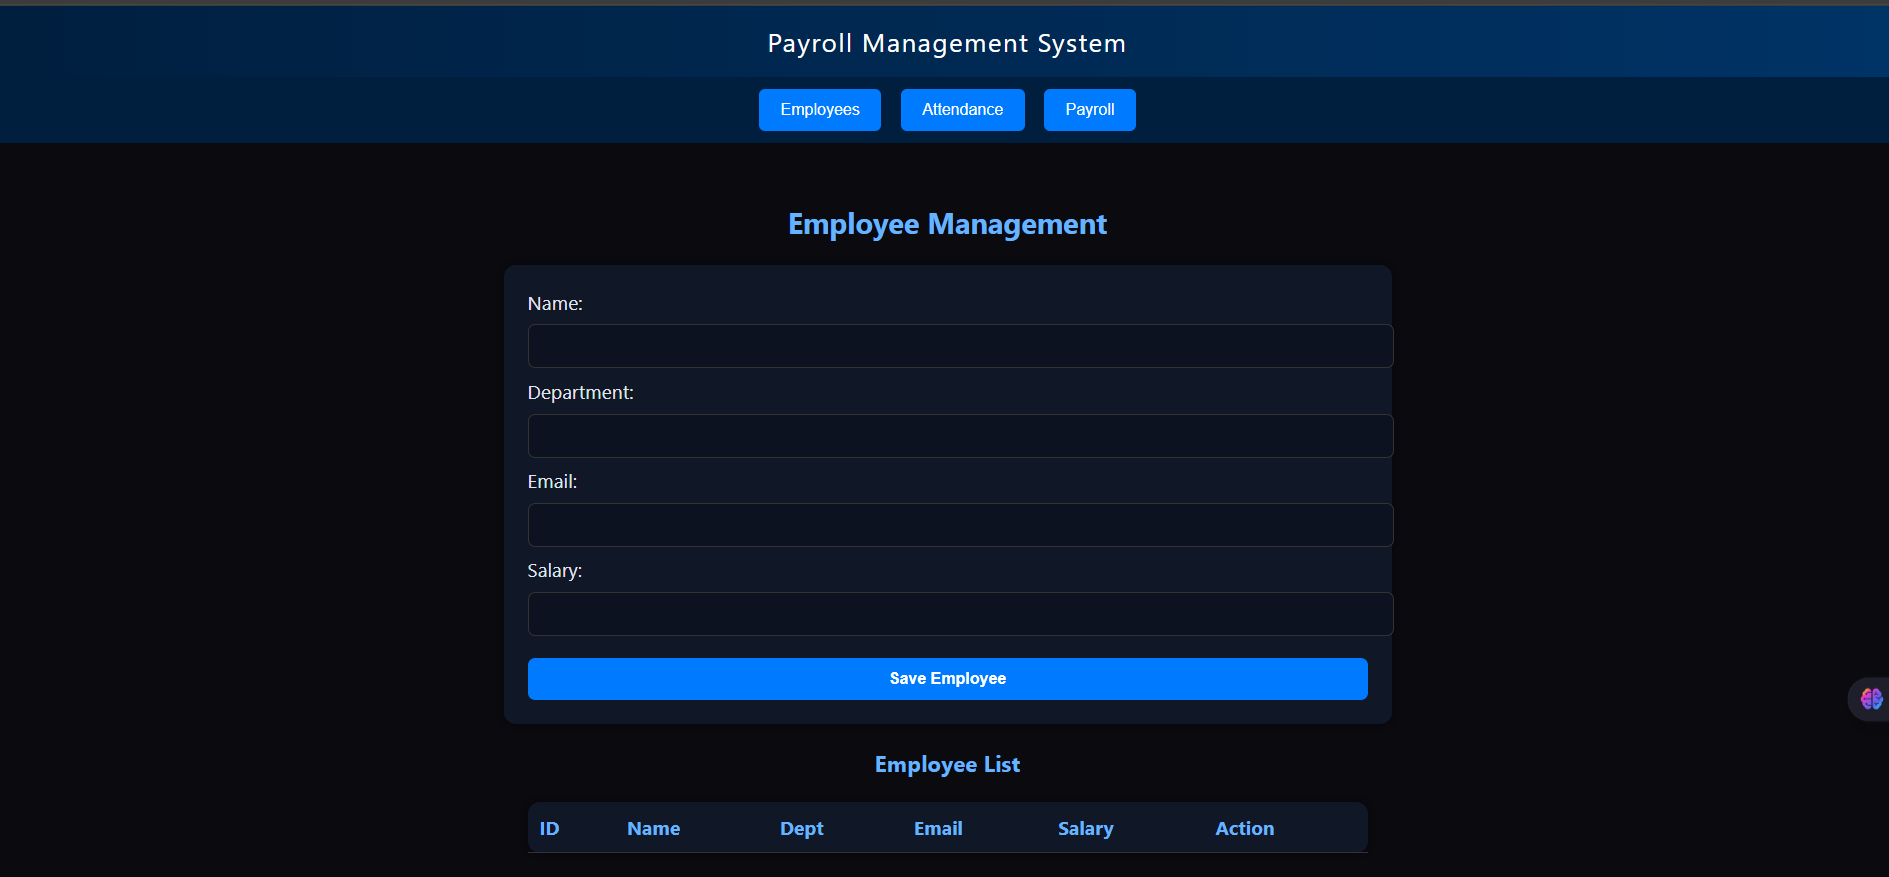 Payroll Management System
Employees Attendance Payroll
Employee Management
Name:
Department:
Email:
Salary:
Save Employee
Employee List
ID Name Dept Email Salary Action